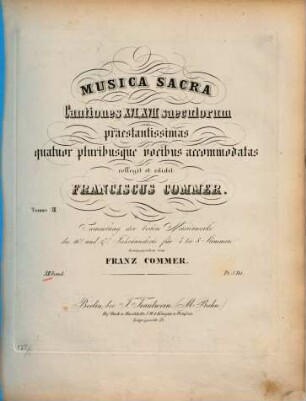 MUSICA SACRA
Cantiones XVI, XVII saeculorum
praestantissimas
quatuor pluribusque vocibus accommodatas
collegit et edidit
FRANCISCUS COMMER.
Tomus III
Sammlung der besten Meisterwerke
des 16ten und 17ten Jahrhunderts für 4 bis 8 Stimmen
herausgegeben von
FRANZ COMMER.
Band.
Berlin, bei T. Trautwein (M. Bahn)